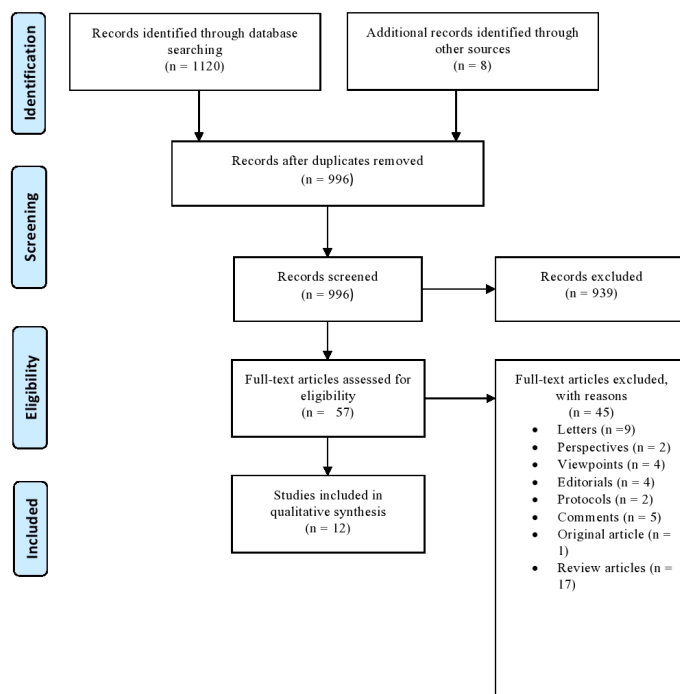 Identification
Records identified through database
searching
(n = 1120)
Additional records identified through
other sources
(n = 8)
Records after duplicates removed
(n = 996)
Screening
Records screened
(n = 996)
Records excluded
(n = 939)
Eligibility
Full-text articles assessed for
eligibility
(n = 57)
Full-text articles excluded,
with reasons
(n = 45)
• Letters (n =9)
• Perspectives (n = 2)
• Viewpoints (n = 4)
• Editorials (n = 4)
• Protocols (n = 2)
• Comments (n = 5)
• Original article (n =
1)
• Review articles (n =
17)
Included
Studies included in
qualitative synthesis
(n = 12)